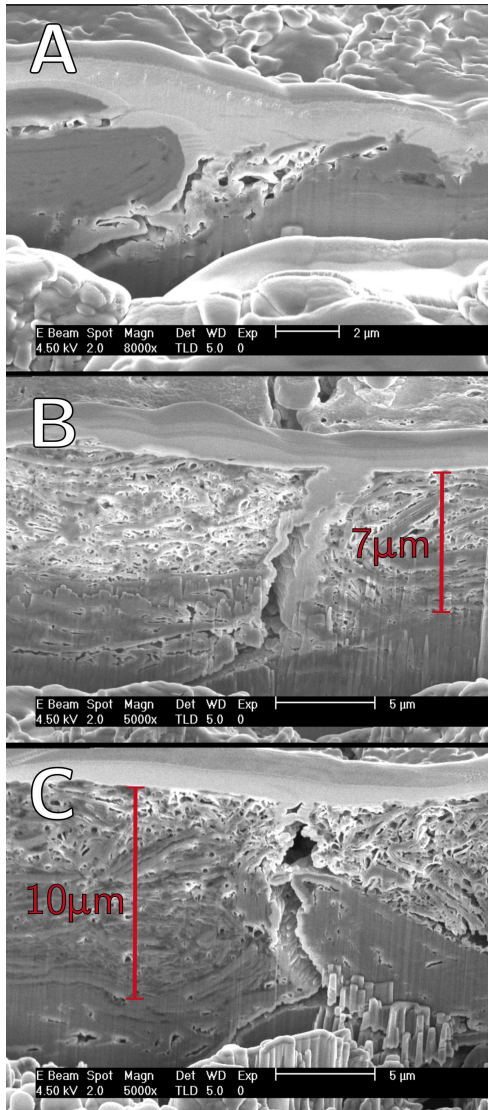 A
E Beam Spot Magn Det WD Exp
4.50 kV 2.0 8000x TLD 5.0 0 2 µm
B
7µm
E Beam Spot Magn Det WD Exp
4.50 kV 2.0 5000x TLD 5.0 0 5 µm
C
10µm
E Beam Spot Magn Det WD Exp
4.50 kV 2.0 5000x TLD 5.0 0 5 µm